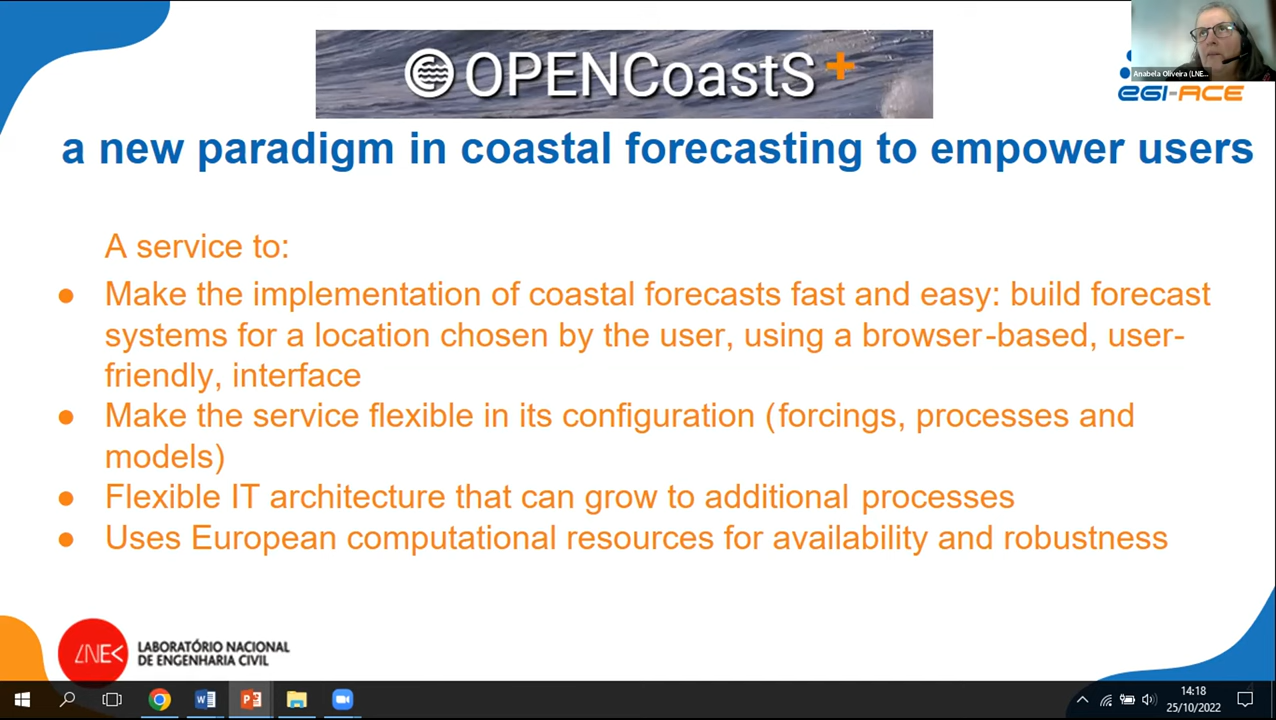 OPENCoastS+
Anabela Oliveira (LNE...
EGI-ACE
a new paradigm in coastal forecasting to empower users
A service to:
● Make the implementation of coastal forecasts fast and easy: build forecast
systems for a location chosen by the user, using a browser-based, user-
friendly, interface
● Make the service flexible in its configuration (forcings, processes and
models)
● Flexible IT architecture that can grow to additional processes
● Uses European computational resources for availability and robustness
LNEC
LABORATÓRIO NACIONAL
DE ENGENHARIA CIVIL
14:18
25/10/2022